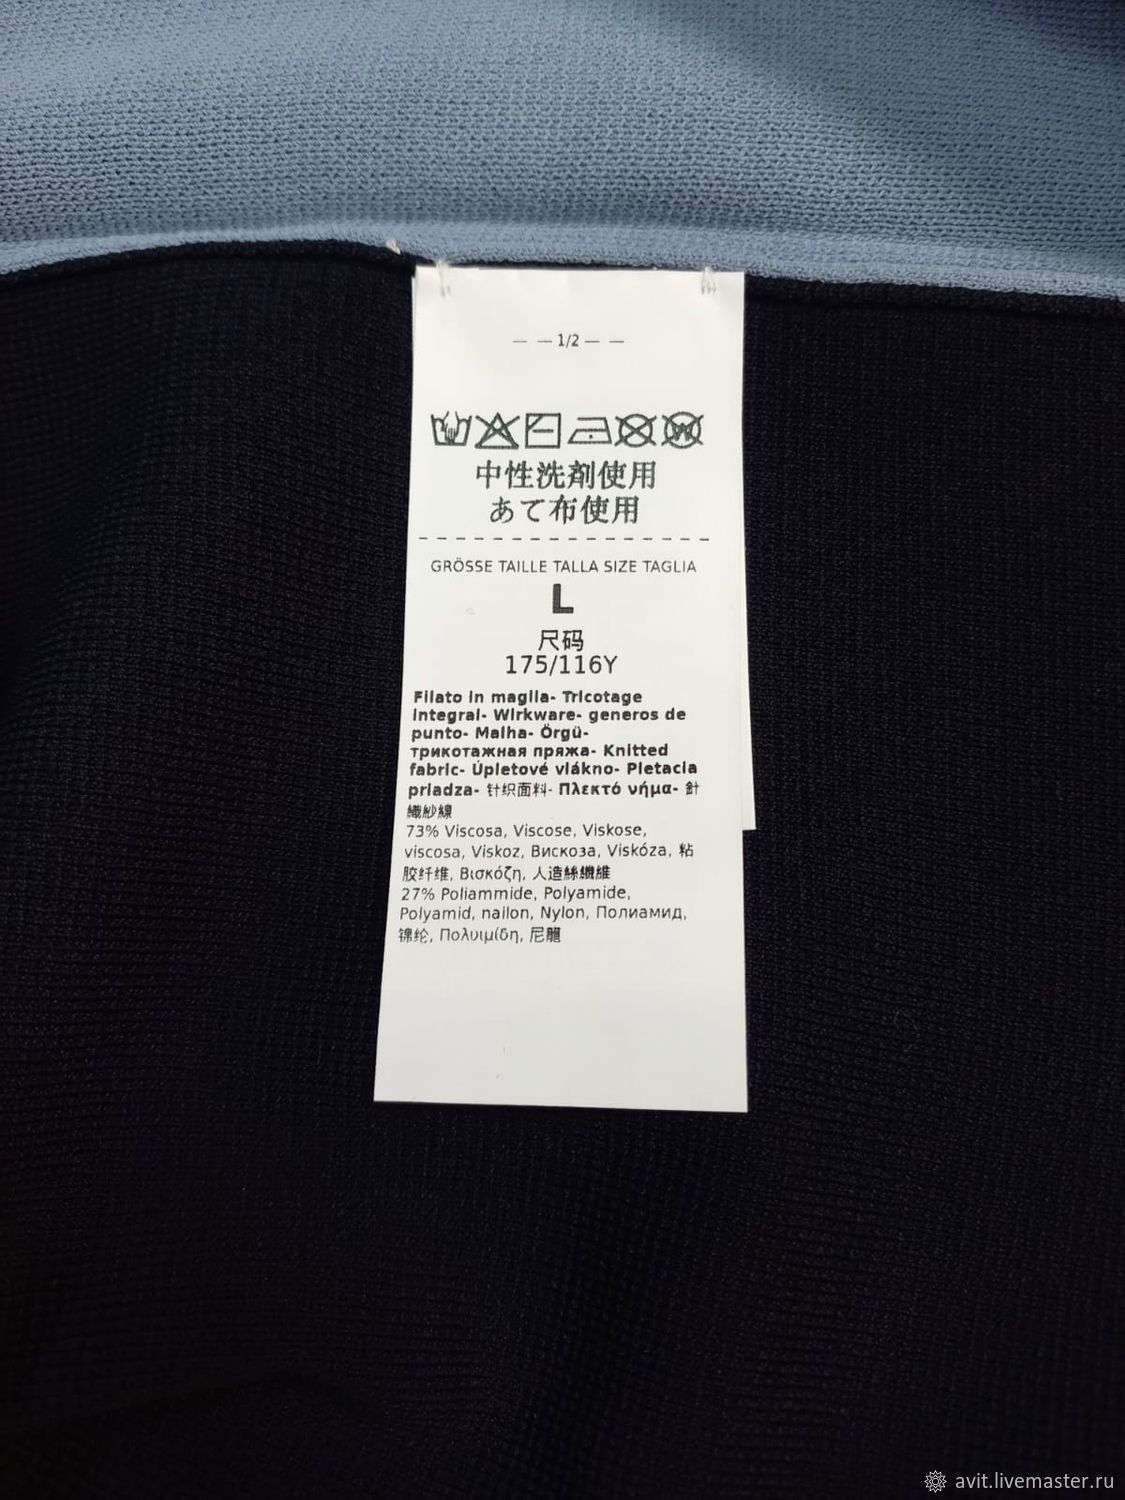 — — 1/2 — —
中性洗剤使用
あて布使用
GRÖSSE TAILLE TALLA SIZE TAGLIA
L
尺码
175/116Y
Filato in maglia- Tricotage
integral- Wirkware- generos de
punto- Malha- Örgü-
трикотажная пряжа- Knitted
fabric- Úpletové vlákno- Pletacia
priadza- 针织面料- Πλεκτό νήμα- 針
織紗線
73% Viscosa, Viscose, Viskose,
viscosa, Viskoz, Вискоза, Viskóza, 粘
胶纤维, Βισκόζη, 人造絲纖維
27% Poliammide, Polyamide,
Polyamid, nailon, Nylon, Полиамид,
锦纶, Πολυιμίδη, 尼龍
avit.livemaster.ru